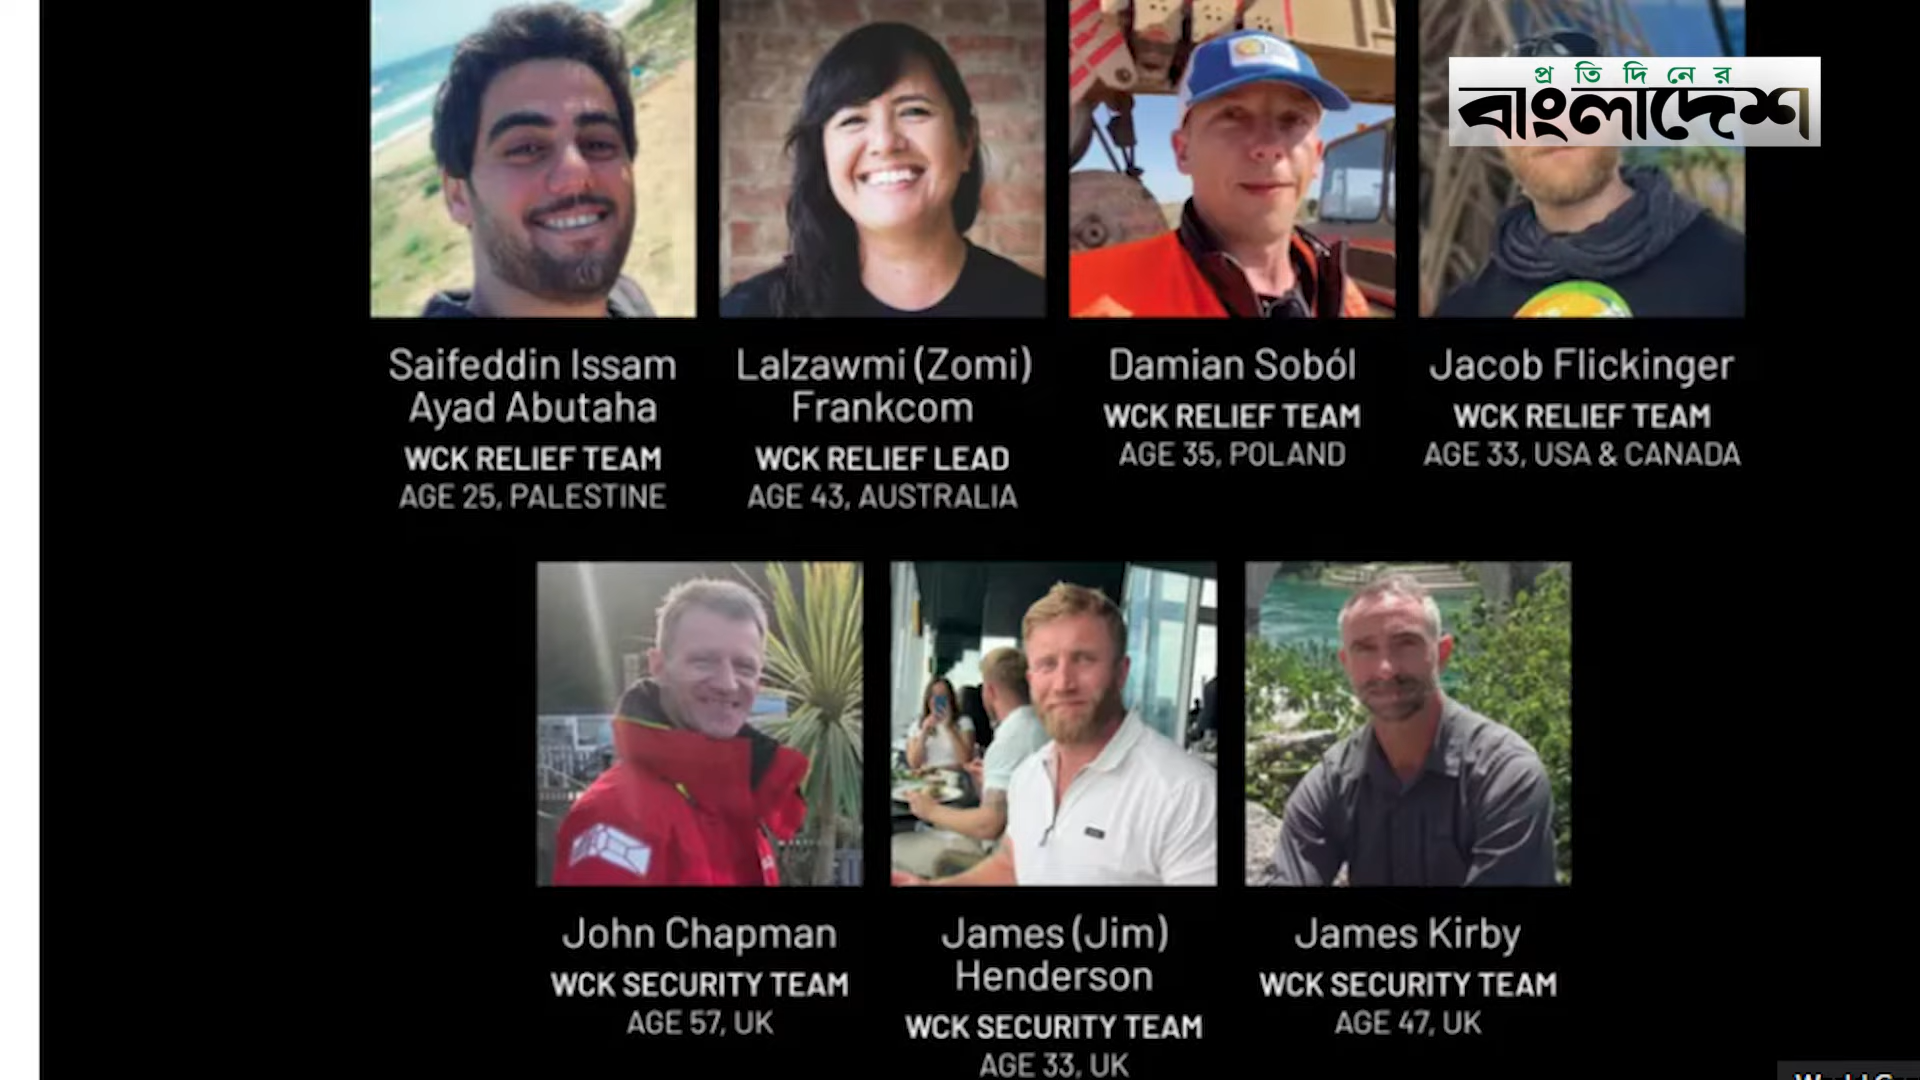 প্রতিদিনের
বাংলাদেশ
Saifeddin Issam
Ayad Abutaha
WCK RELIEF TEAM
AGE 25, PALESTINE
Lalzawmi (Zomi)
Frankcom
WCK RELIEF LEAD
AGE 43, AUSTRALIA
Damian Soból
WCK RELIEF TEAM
AGE 35, POLAND
Jacob Flickinger
WCK RELIEF TEAM
AGE 33, USA & CANADA
John Chapman
WCK SECURITY TEAM
AGE 57, UK
James (Jim)
Henderson
WCK SECURITY TEAM
AGE 33, UK
James Kirby
WCK SECURITY TEAM
AGE 47, UK